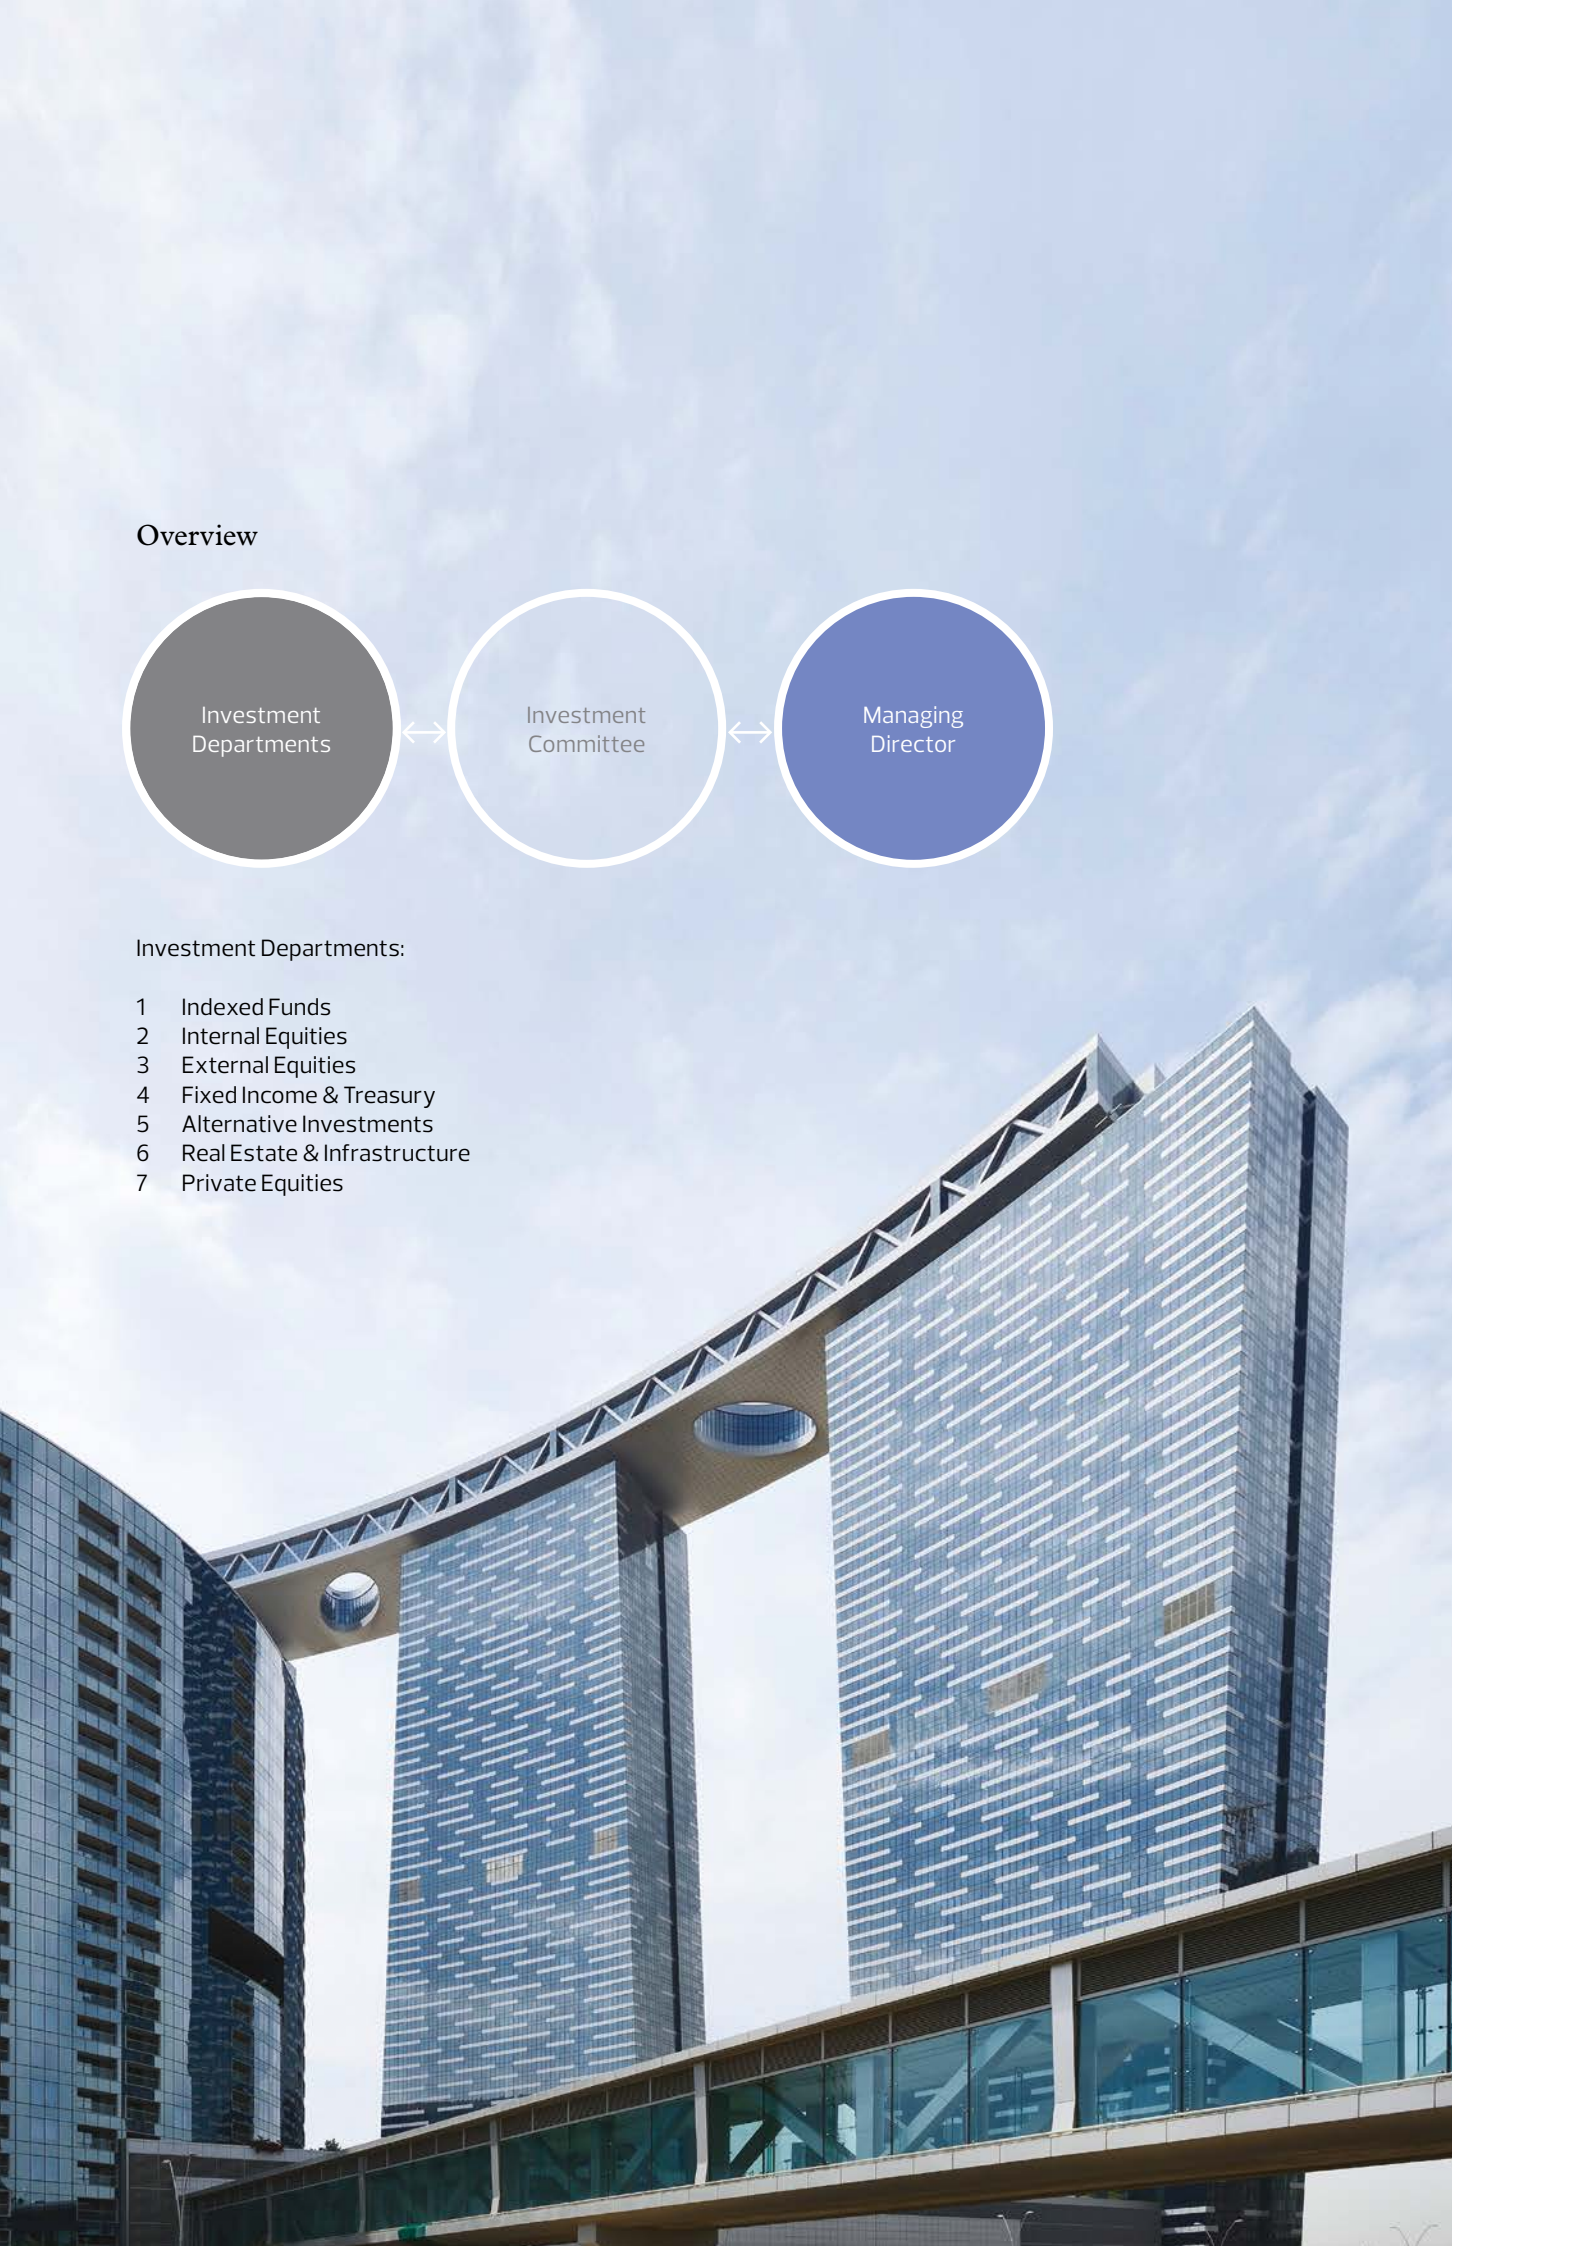 Overview
Investment
Departments
Investment
Committee
Managing
Director
Investment Departments:
1 Indexed Funds
2 Internal Equities
3 External Equities
4 Fixed Income & Treasury
5 Alternative Investments
6 Real Estate & Infrastructure
7 Private Equities